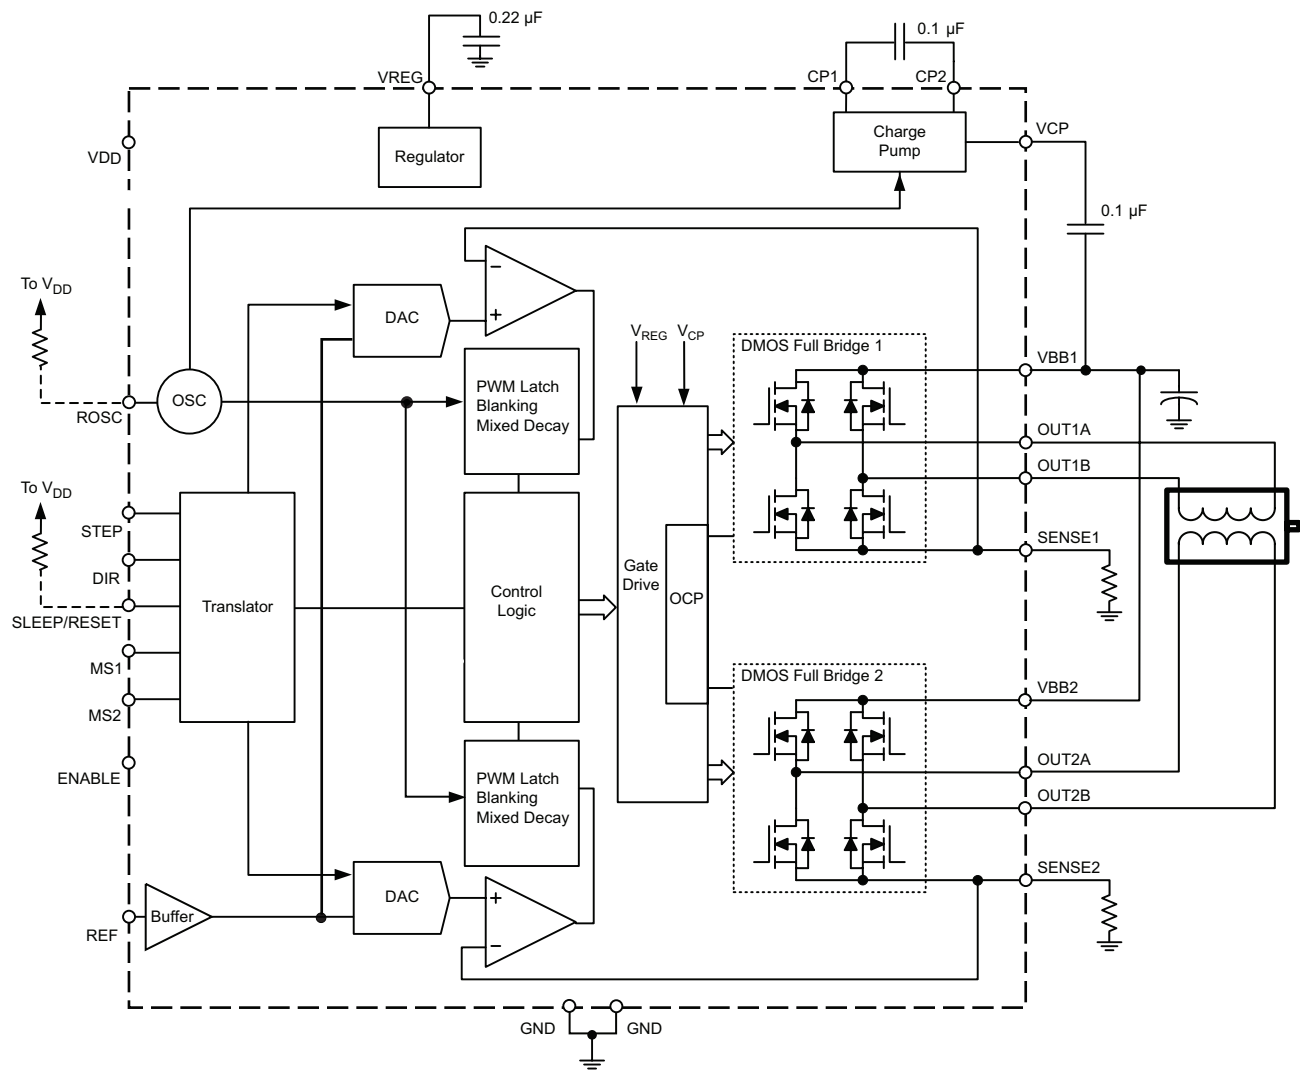 0.22 µF
0.1 µF
VREG
CP1
CP2
Charge
Pump
VCP
VDD
Regulator
0.1 µF
To VDD
DAC
−
+
VREG
VCP
DMOS Full Bridge 1
VBB1
PWM Latch
Blanking
Mixed Decay
OSC
ROSC
OUT1A
OUT1B
To VDD
STEP
SENSE1
DIR
Gate
Drive
OCP
Control
Logic
Translator
SLEEP/RESET
MS1
DMOS Full Bridge 2
VBB2
MS2
ENABLE
PWM Latch
Blanking
Mixed Decay
OUT2A
OUT2B
SENSE2
DAC
+
−
Buffer
REF
GND
GND